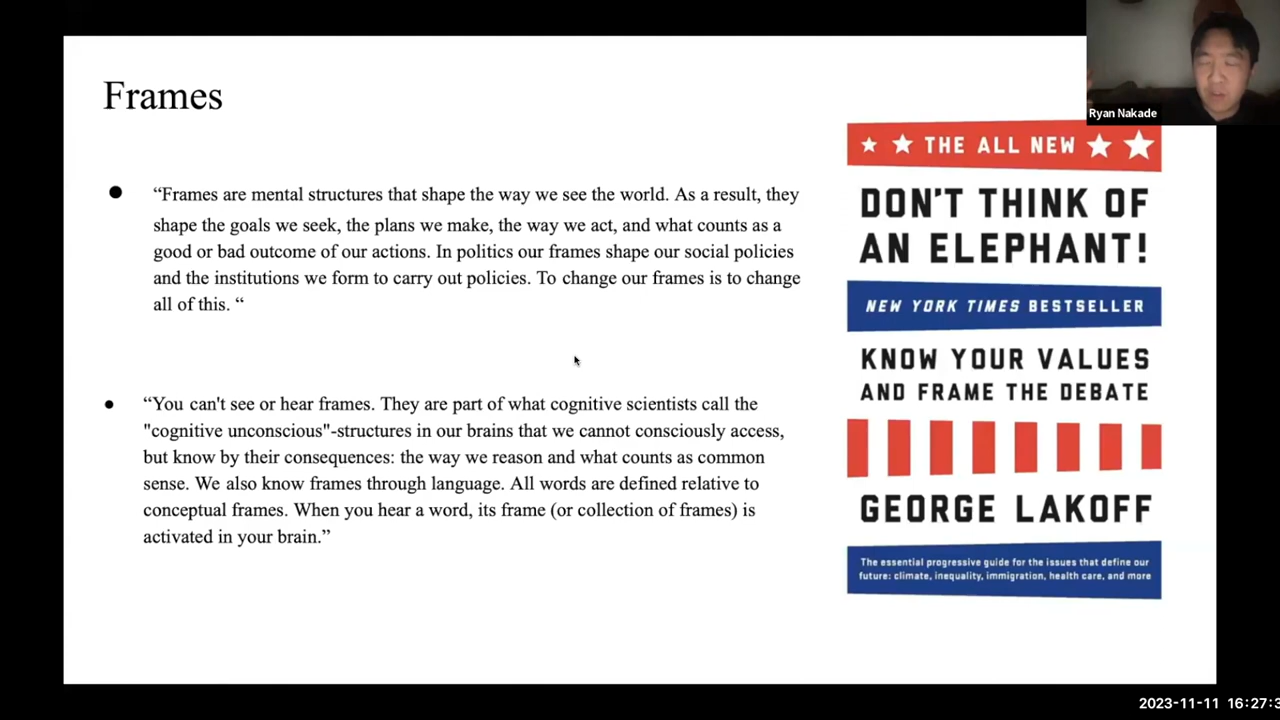 Frames
Ryan Nakade
● “Frames are mental structures that shape the way we see the world. As a result, they
shape the goals we seek, the plans we make, the way we act, and what counts as a
good or bad outcome of our actions. In politics our frames shape our social policies
and the institutions we form to carry out policies. To change our frames is to change
all of this. “
● “You can't see or hear frames. They are part of what cognitive scientists call the
"cognitive unconscious"-structures in our brains that we cannot consciously access,
but know by their consequences: the way we reason and what counts as common
sense. We also know frames through language. All words are defined relative to
conceptual frames. When you hear a word, its frame (or collection of frames) is
activated in your brain.”
THE ALL NEW
DON'T THINK OF
AN ELEPHANT!
NEW YORK TIMES BESTSELLER
KNOW YOUR VALUES
AND FRAME THE DEBATE
GEORGE LAKOFF
The essential progressive guide for the issues that define our
future: climate, inequality, immigration, health care, and more
2023-11-11 16:27:3